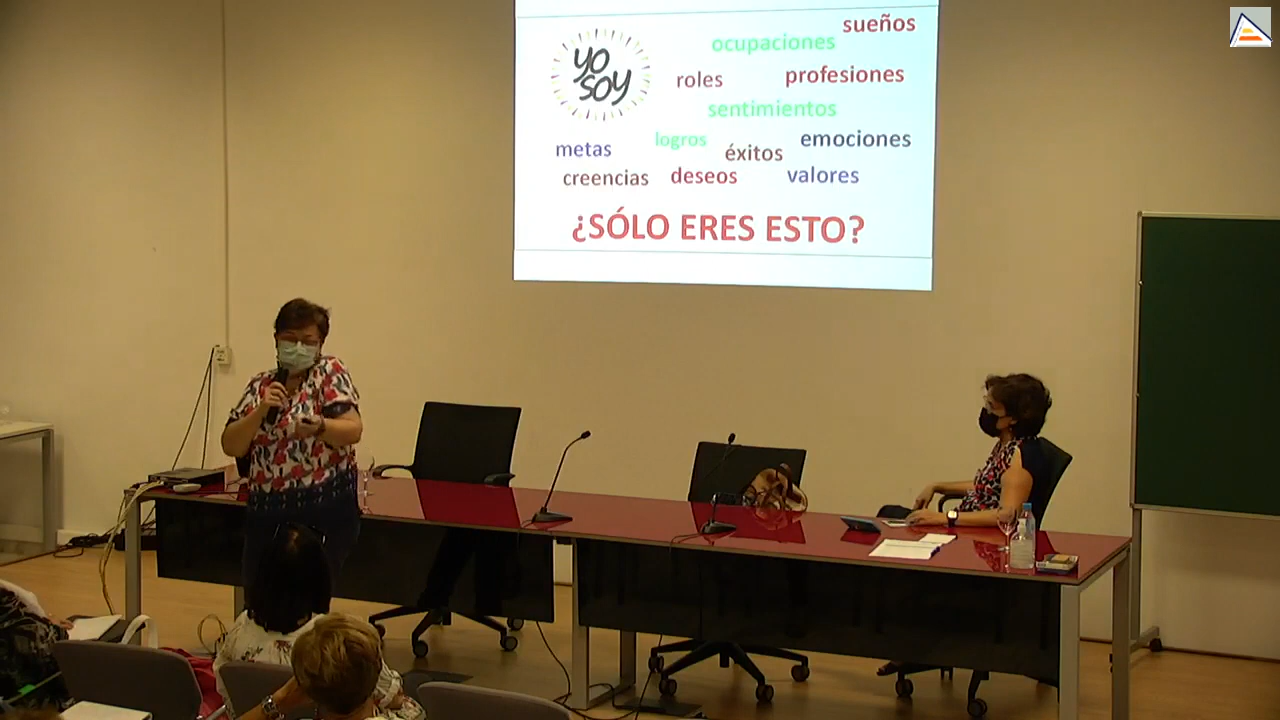 yo
soy
sueños
ocupaciones
roles
profesiones
sentimientos
logros
emociones
metas
éxitos
creencias
deseos
valores
¿SÓLO ERES ESTO?